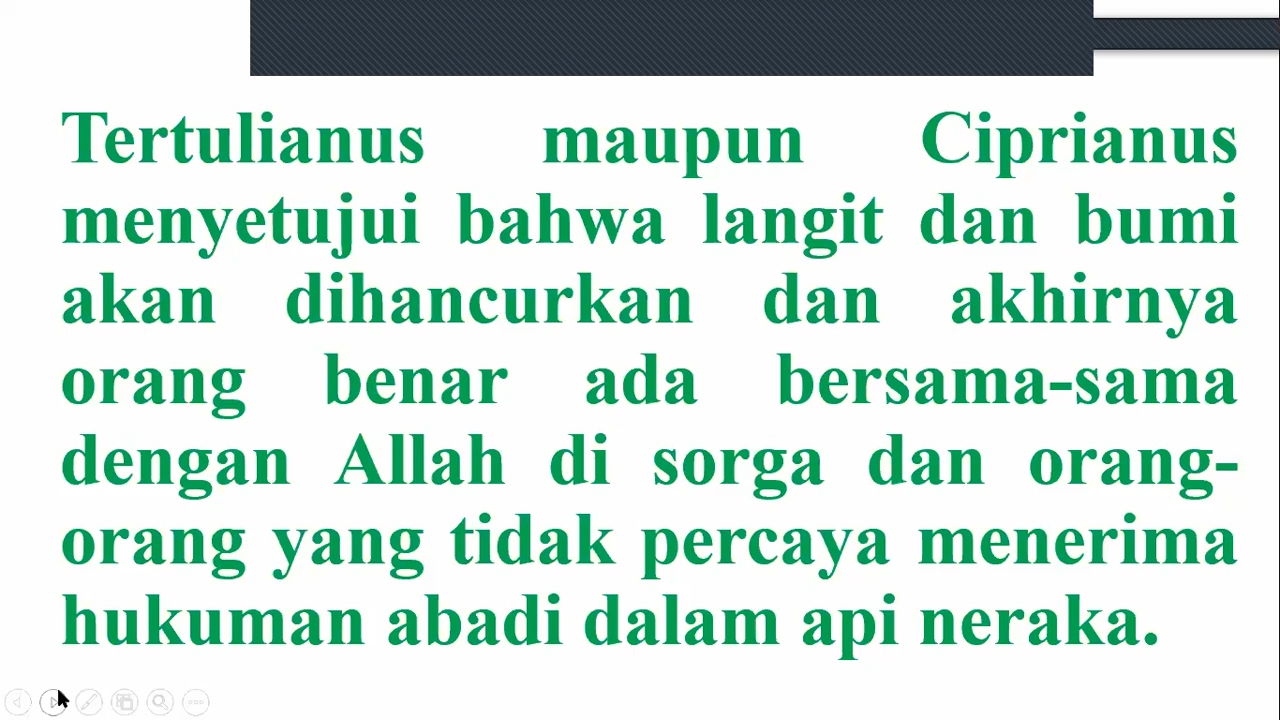 Tertulianus maupun Ciprianus
menyetujui bahwa langit dan bumi
akan dihancurkan dan akhirnya
orang benar ada bersama-sama
dengan Allah di sorga dan orang-
orang yang tidak percaya menerima
hukuman abadi dalam api neraka.